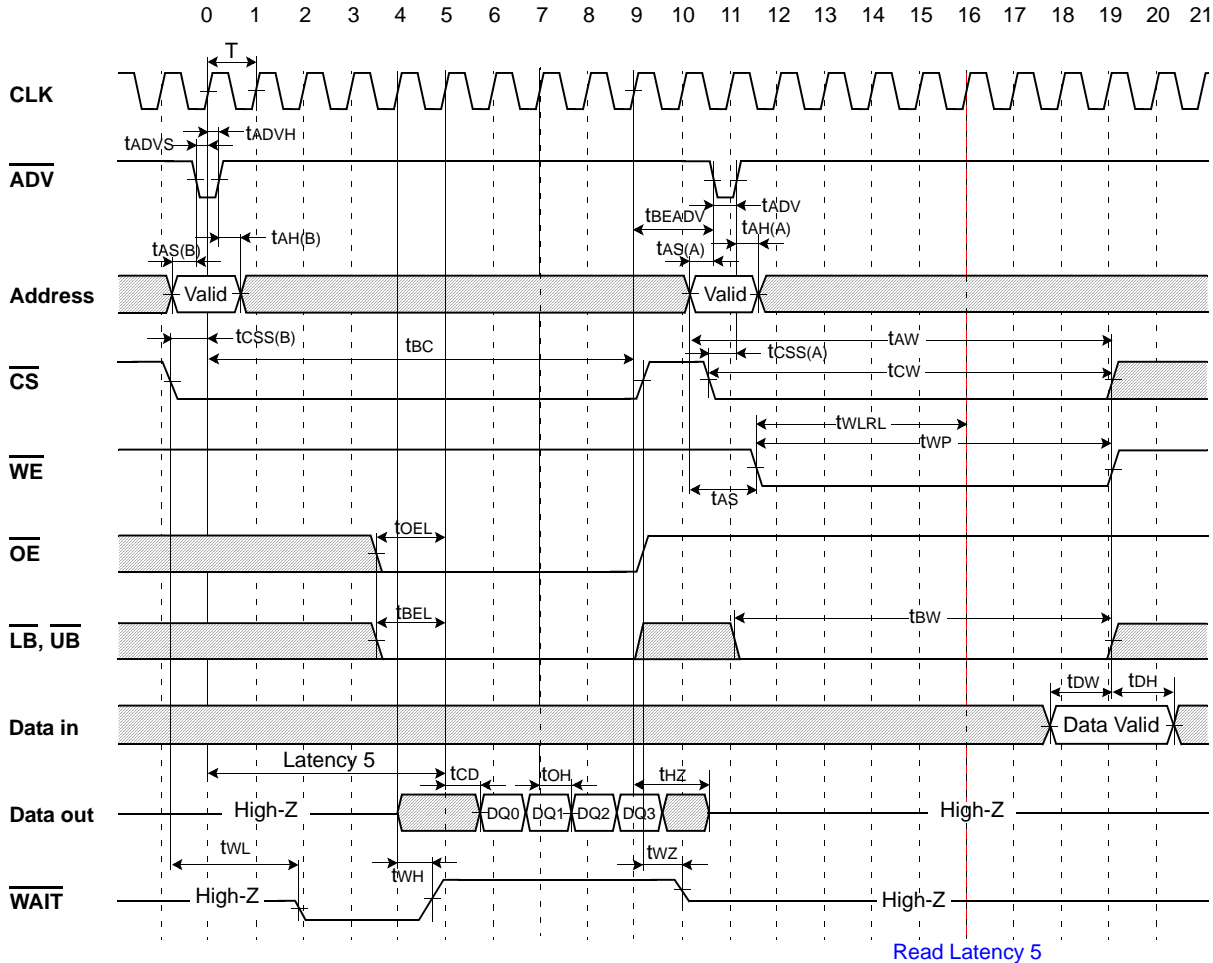 0 1 2 3 4 5 6 7 8 9 10 11 12 13 14 15 16 17 18 19 20 21
T
CLK
tADVH
tADVS
ADV
tADV
tBEADV
tAH(B)
tAH(A)
tAS(B)
tAS(A)
Address
Valid
Valid
tCSS(B)
tAW
tBC
tCSS(A)
CS
tCW
tWLRL
tWP
WE
tAS
tOEL
OE
tBEL
tBW
LB, UB
tDW
tDH
Data in
Data Valid
Latency 5
tCD
tOH
tHZ
Data out
High-Z
DQ0
DQ1
DQ2
DQ3
High-Z
tWL
tWH
tWZ
WAIT
High-Z
High-Z
Read Latency 5